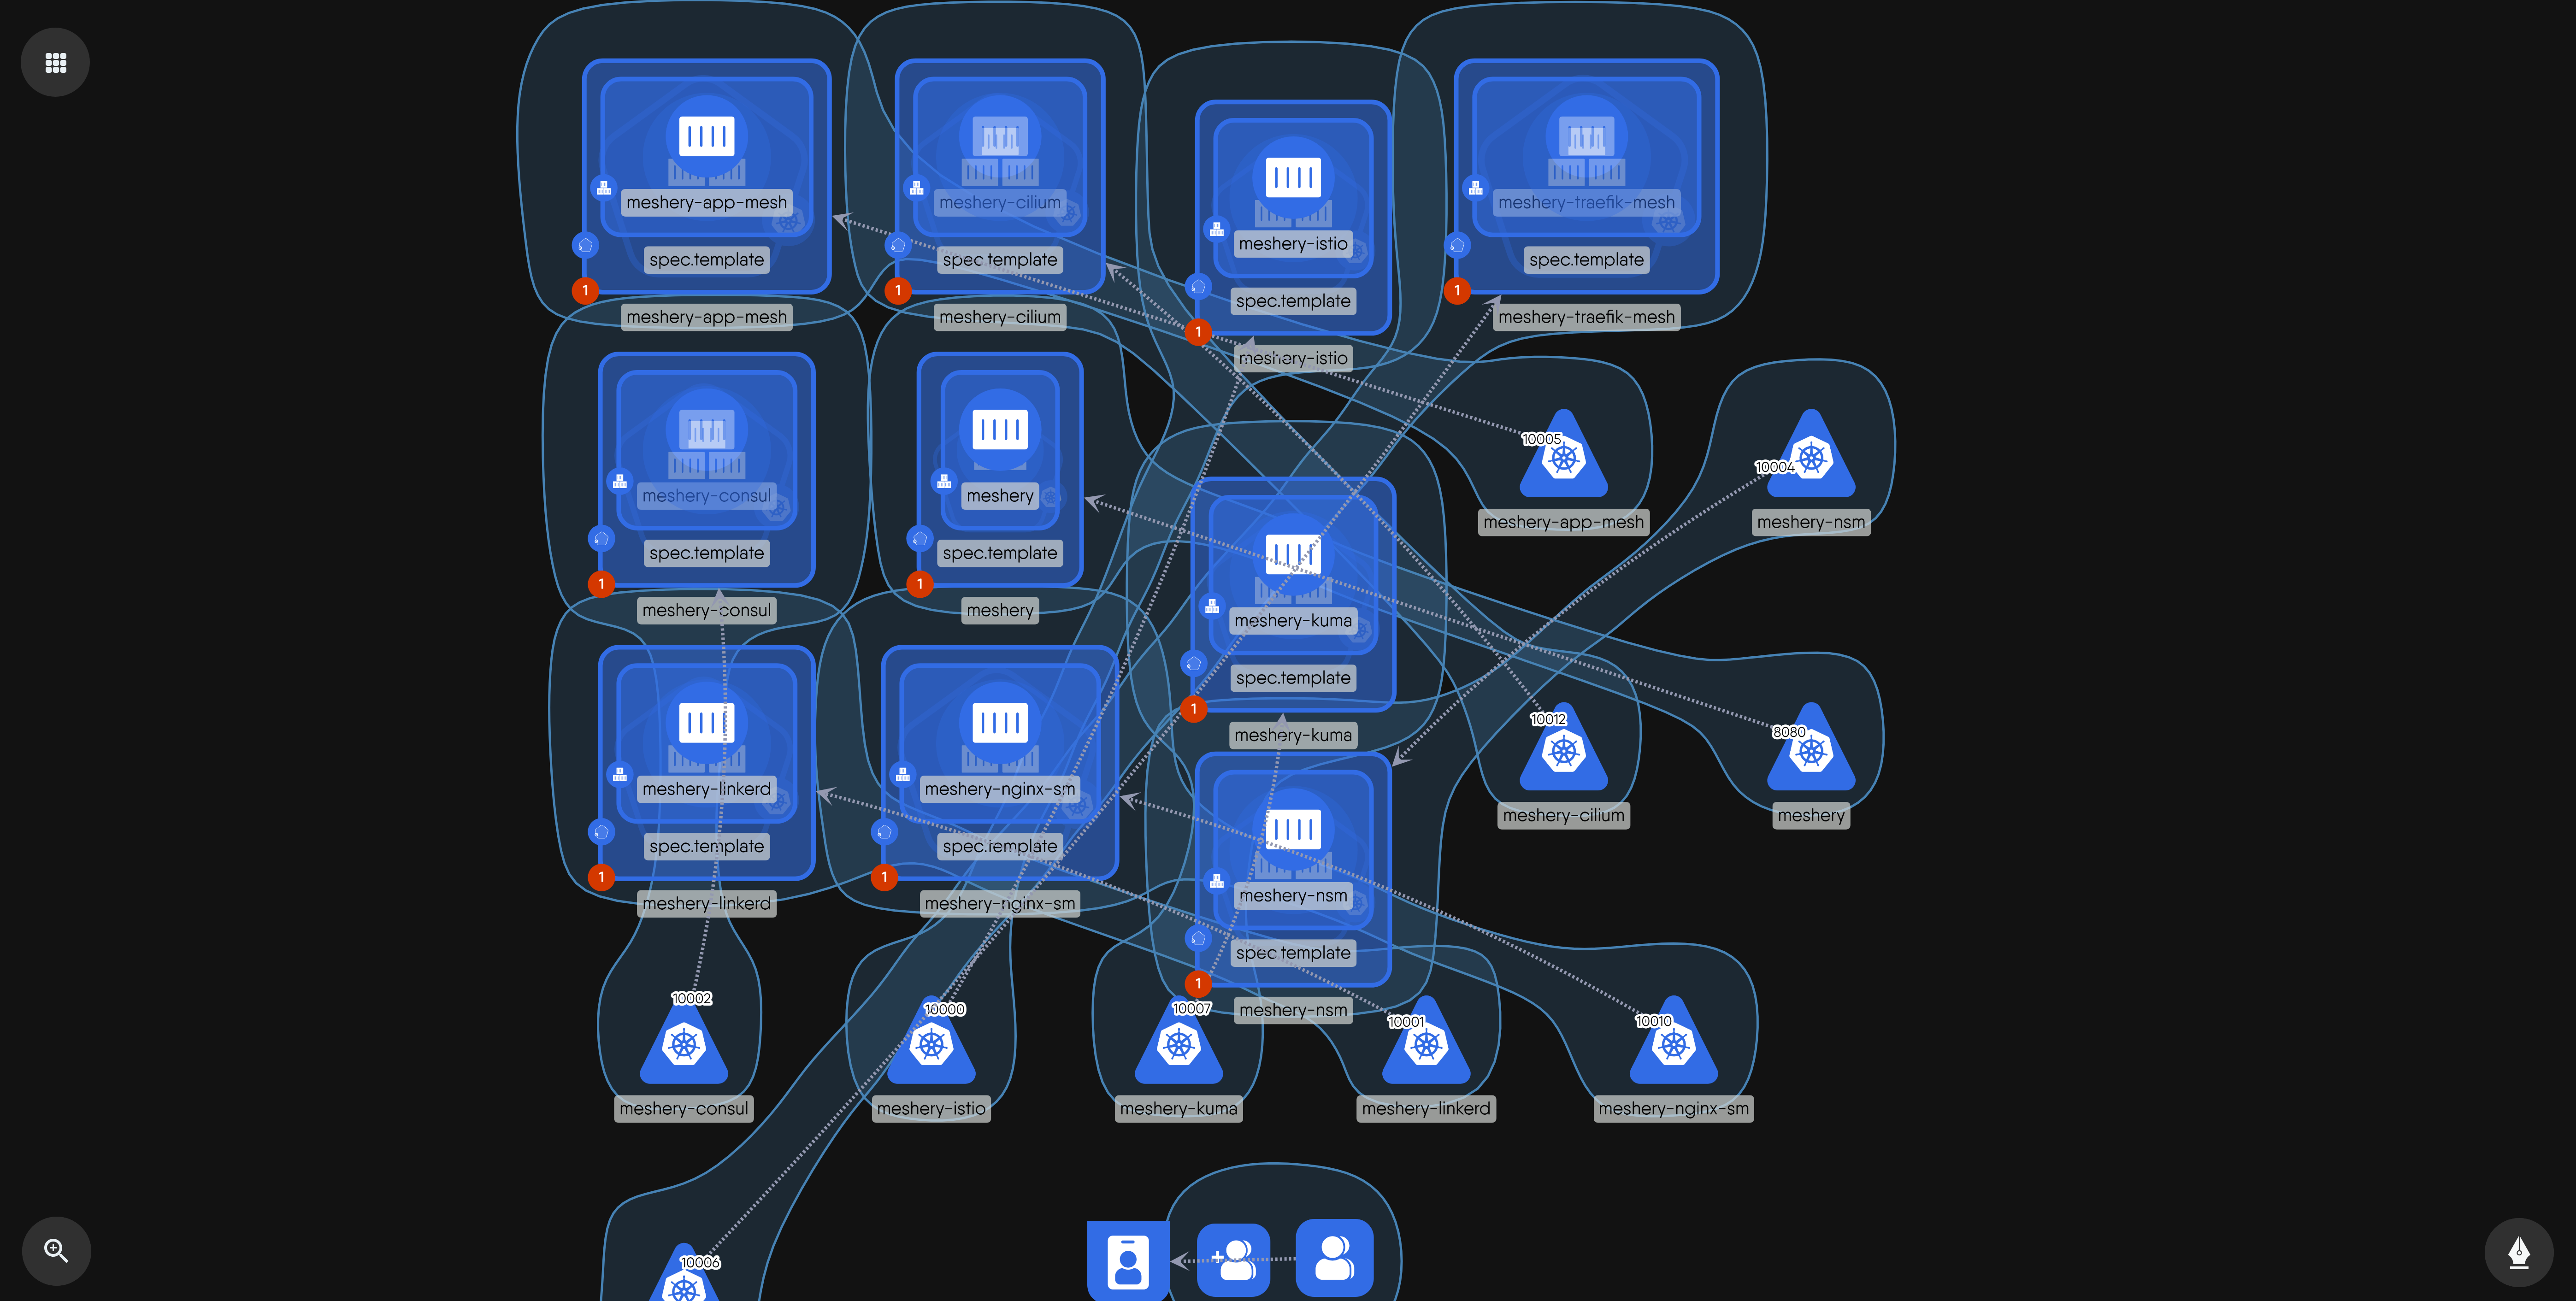 meshery-app-mesh
spec.template
1
meshery-app-mesh
meshery-cilium
spec.template
1
meshery-cilium
meshery-istio
spec.template
1
meshery-istio
meshery-traefik-mesh
spec.template
1
meshery-traefik-mesh
meshery-consul
spec.template
1
meshery-consul
meshery
spec.template
1
meshery
meshery-kuma
spec.template
1
meshery-kuma
10005
meshery-app-mesh
10004
meshery-nsm
meshery-linkerd
spec.template
1
meshery-linkerd
meshery-nginx-sm
spec.template
1
meshery-nginx-sm
meshery-nsm
spec.template
1
meshery-nsm
10012
meshery-cilium
8080
meshery
10002
meshery-consul
10000
meshery-istio
10007
meshery-kuma
10001
meshery-linkerd
10010
meshery-nginx-sm
10006